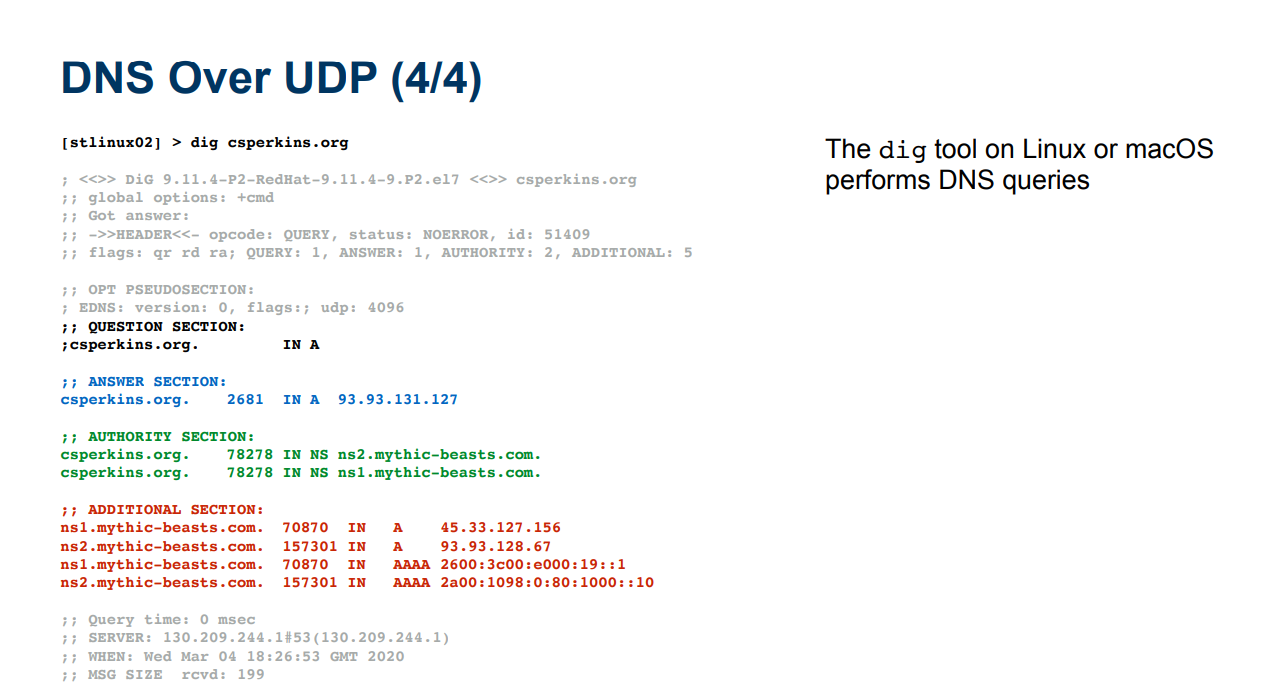 DNS Over UDP (4/4)
[stlinux02] > dig csperkins.org
; <<>> DiG 9.11.4-P2-RedHat-9.11.4-9.P2.el7 <<>> csperkins.org
;; global options: +cmd
;; Got answer:
;; ->>HEADER<<- opcode: QUERY, status: NOERROR, id: 51409
;; flags: qr rd ra; QUERY: 1, ANSWER: 1, AUTHORITY: 2, ADDITIONAL: 5
;; OPT PSEUDOSECTION:
; EDNS: version: 0, flags:; udp: 4096
;; QUESTION SECTION:
;csperkins.org. IN A
;; ANSWER SECTION:
csperkins.org. 2681 IN A 93.93.131.127
;; AUTHORITY SECTION:
csperkins.org. 78278 IN NS ns2.mythic-beasts.com.
csperkins.org. 78278 IN NS ns1.mythic-beasts.com.
;; ADDITIONAL SECTION:
ns1.mythic-beasts.com. 70870 IN A 45.33.127.156
ns2.mythic-beasts.com. 157301 IN A 93.93.128.67
ns1.mythic-beasts.com. 70870 IN AAAA 2600:3c00:e000:19::1
ns2.mythic-beasts.com. 157301 IN AAAA 2a00:1098:0:80:1000::10
;; Query time: 0 msec
;; SERVER: 130.209.244.1#53(130.209.244.1)
;; WHEN: Wed Mar 04 18:26:53 GMT 2020
;; MSG SIZE rcvd: 199
The dig tool on Linux or macOS
performs DNS queries